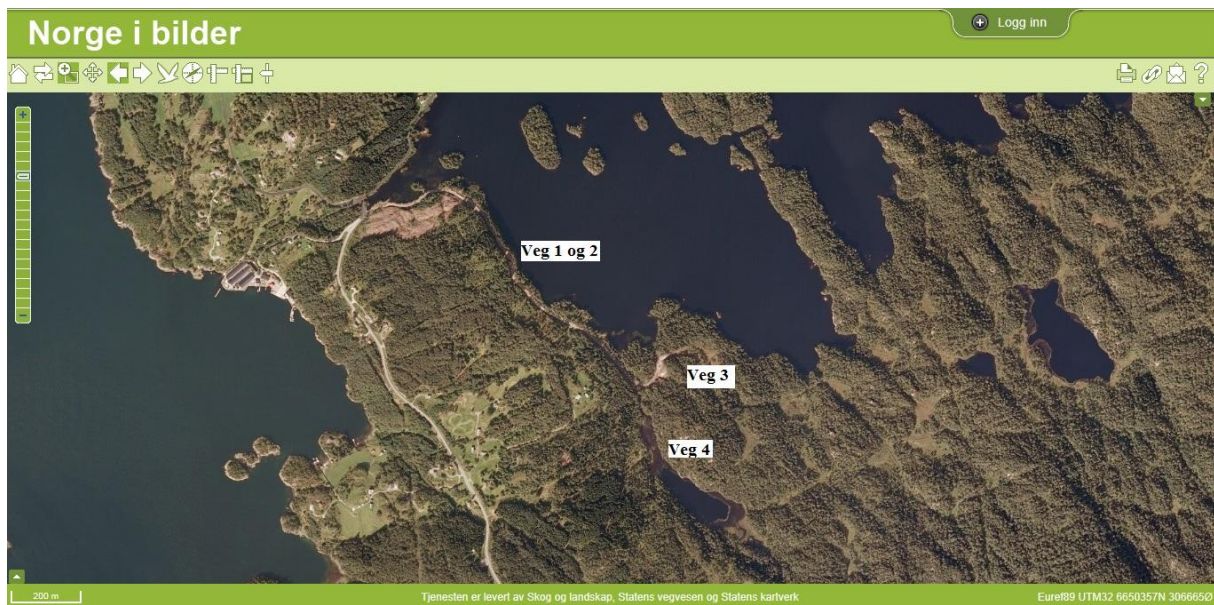 Norge i bilder
Logg inn
Veg 1 og 2
Veg 3
Veg 4
200 m
Tjenesten er levert av Skog og landskap, Statens vegvesen og Statens kartverk
Euref89 UTM32 6650357N 306665Ø